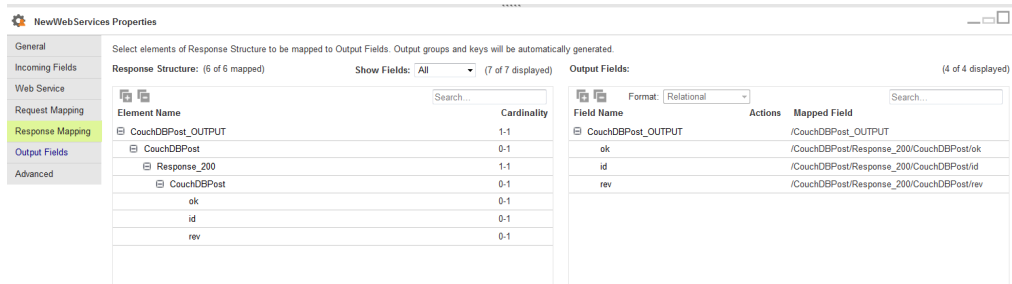 NewWebServices Properties
General
Incoming Fields
Web Service
Request Mapping
Response Mapping
Output Fields
Advanced
Select elements of Response Structure to be mapped to Output Fields. Output groups and keys will be automatically generated.
Response Structure: (6 of 6 mapped) Show Fields: All (7 of 7 displayed)
Search...
Element Name Cardinality
CouchDBPost_OUTPUT 1-1
CouchDBPost 0-1
Response_200 1-1
CouchDBPost 0-1
ok 0-1
id 0-1
rev 0-1
Output Fields: (4 of 4 displayed)
Format: Relational Search...
Field Name Actions Mapped Field
CouchDBPost_OUTPUT /CouchDBPost_OUTPUT
ok /CouchDBPost/Response_200/CouchDBPost/ok
id /CouchDBPost/Response_200/CouchDBPost/id
rev /CouchDBPost/Response_200/CouchDBPost/rev